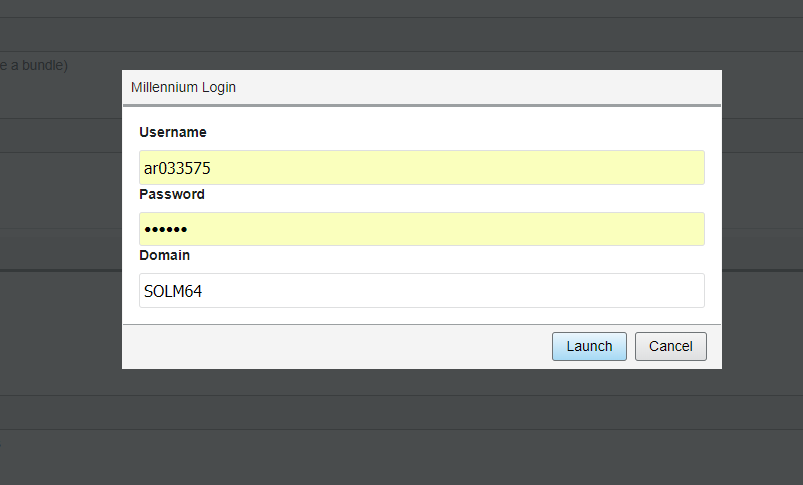 e a bundle)
Millennium Login
Username
ar033575
Password
••••••
Domain
SOLM64
Launch
Cancel